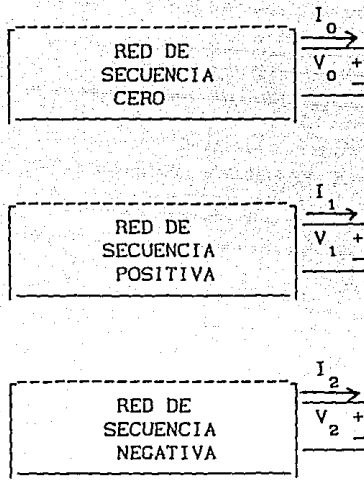 I₀
RED DE
SECUENCIA
CERO
V₀ +
−
I₁
RED DE
SECUENCIA
POSITIVA
V₁ +
−
I₂
RED DE
SECUENCIA
NEGATIVA
V₂ +
−